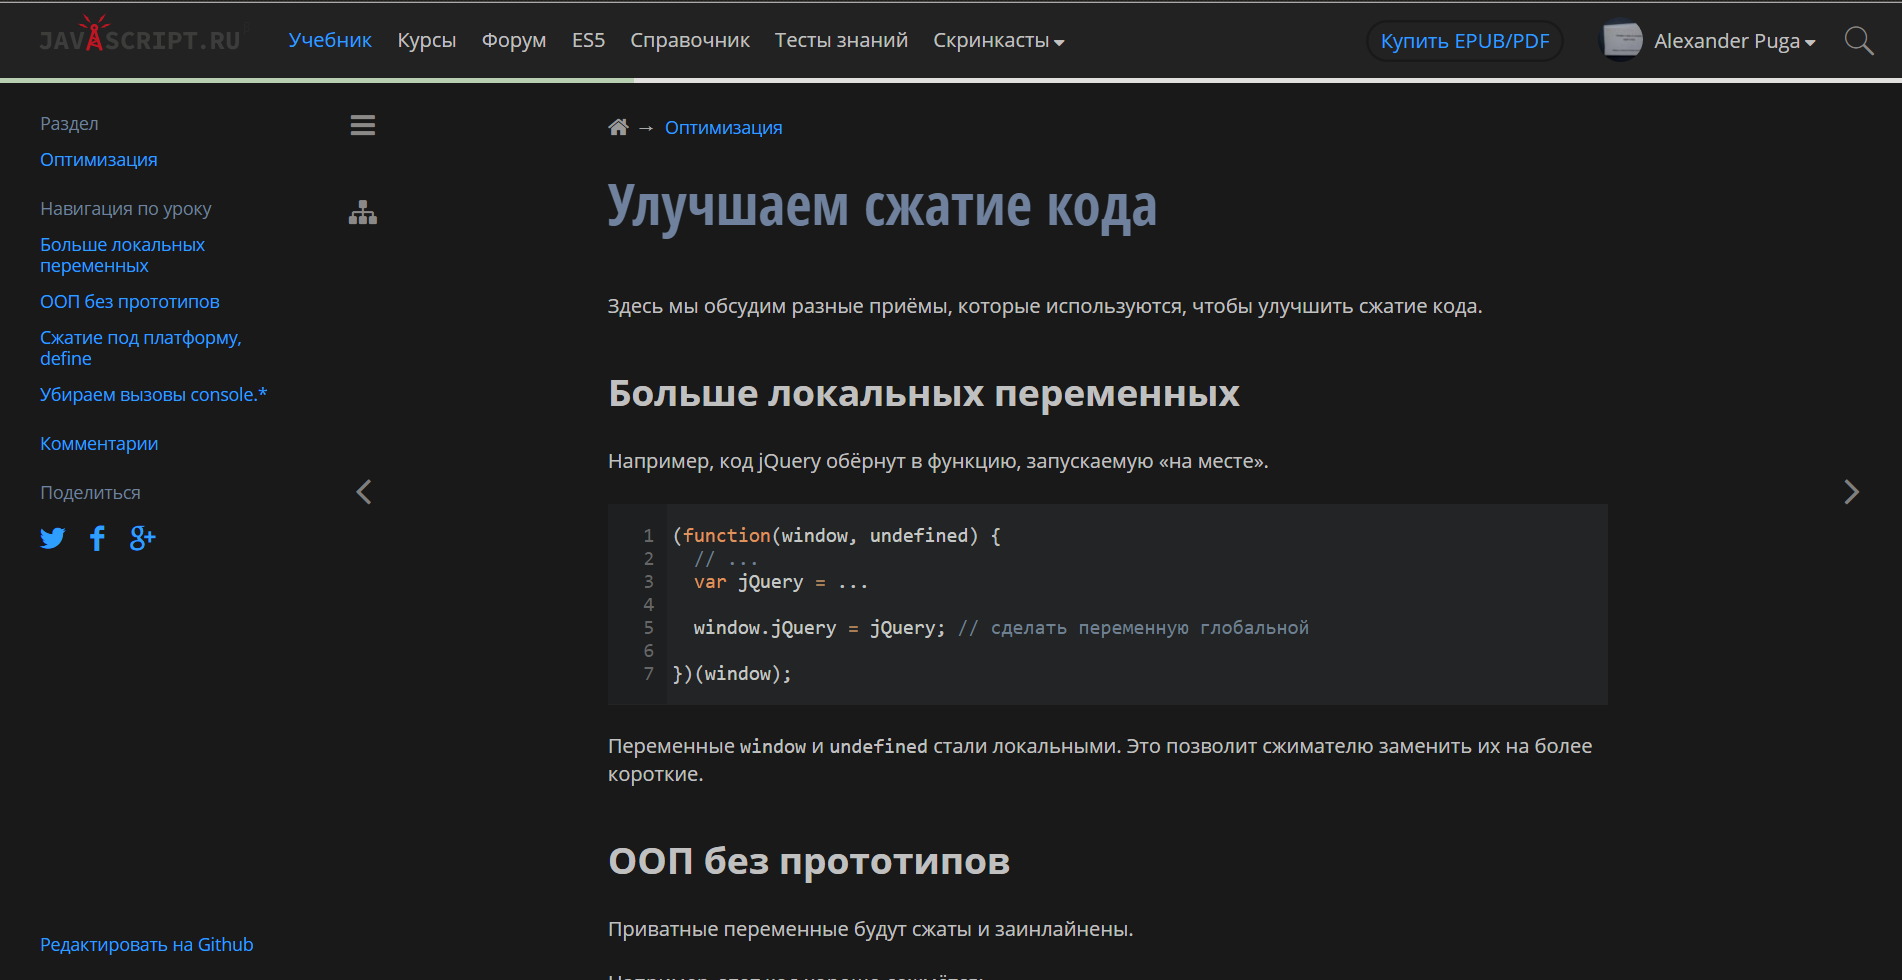 JAVASCRIPT.RU
Учебник Курсы Форум ES5 Справочник Тесты знаний Скринкасты
Купить EPUB/PDF
Alexander Puga
Раздел
Оптимизация
Навигация по уроку
Больше локальных
переменных
ООП без прототипов
Сжатие под платформу,
define
Убираем вызовы console.*
Комментарии
Поделиться
g+
Редактировать на Github
→ Оптимизация
Улучшаем сжатие кода
Здесь мы обсудим разные приёмы, которые используются, чтобы улучшить сжатие кода.
Больше локальных переменных
Например, код jQuery обёрнут в функцию, запускаемую «на месте».
1 (function(window, undefined) {
2   // ...
3   var jQuery = ...
4
5   window.jQuery = jQuery; // сделать переменную глобальной
6
7 })(window);
Переменные window и undefined стали локальными. Это позволит сжимателю заменить их на более
короткие.
ООП без прототипов
Приватные переменные будут сжаты и заинлайнены.